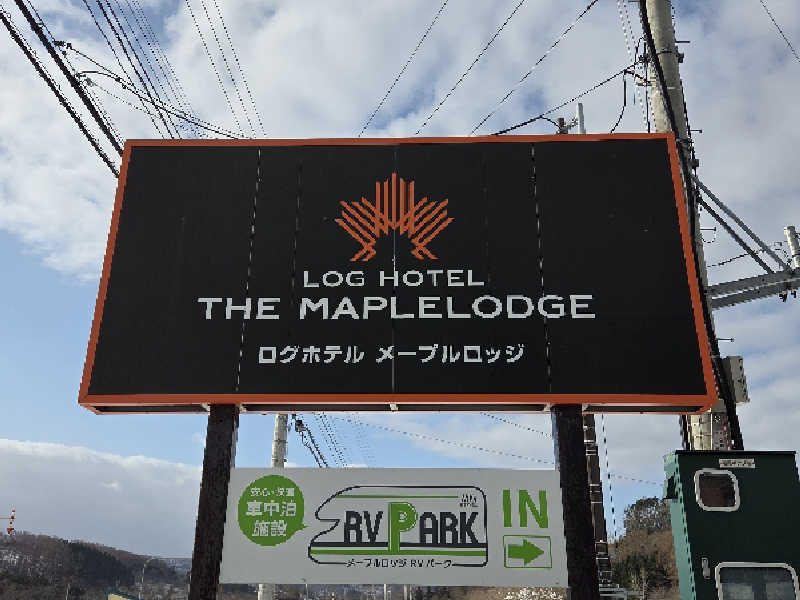 LOG HOTEL
THE MAPLELODGE
ログホテル メープルロッジ
安心・快適
車中泊
施設
RV PARK
IN
メープルロッジ RVパーク